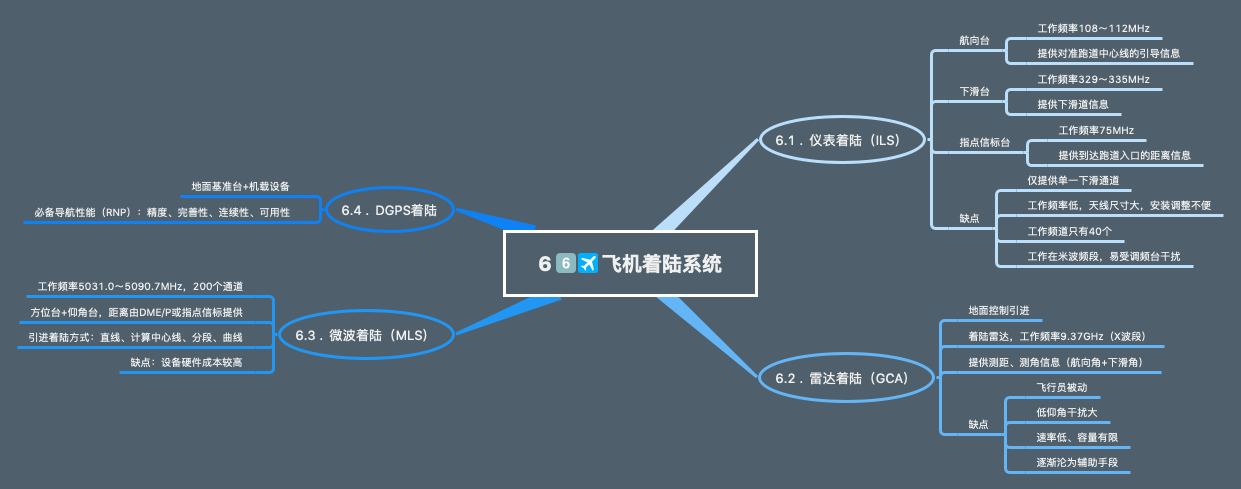 6 6 ✈ 飞机着陆系统
6.1．仪表着陆（ILS）
航向台
工作频率108～112MHz
提供对准跑道中心线的引导信息
下滑台
工作频率329～335MHz
提供下滑道信息
指点信标台
工作频率75MHz
提供到达跑道入口的距离信息
缺点
仅提供单一下滑通道
工作频率低，天线尺寸大，安装调整不便
工作频道只有40个
工作在米波频段，易受调频台干扰
6.2．雷达着陆（GCA）
地面控制引进
着陆雷达，工作频率9.37GHz（X波段）
提供测距、测角信息（航向角+下滑角）
缺点
飞行员被动
低仰角干扰大
速率低、容量有限
逐渐沦为辅助手段
6.3．微波着陆（MLS）
工作频率5031.0～5090.7MHz，200个通道
方位台+仰角台，距离由DME/P或指点信标提供
引进着陆方式：直线、计算中心线、分段、曲线
缺点：设备硬件成本较高
6.4．DGPS着陆
地面基准台+机载设备
必备导航性能（RNP）：精度、完善性、连续性、可用性